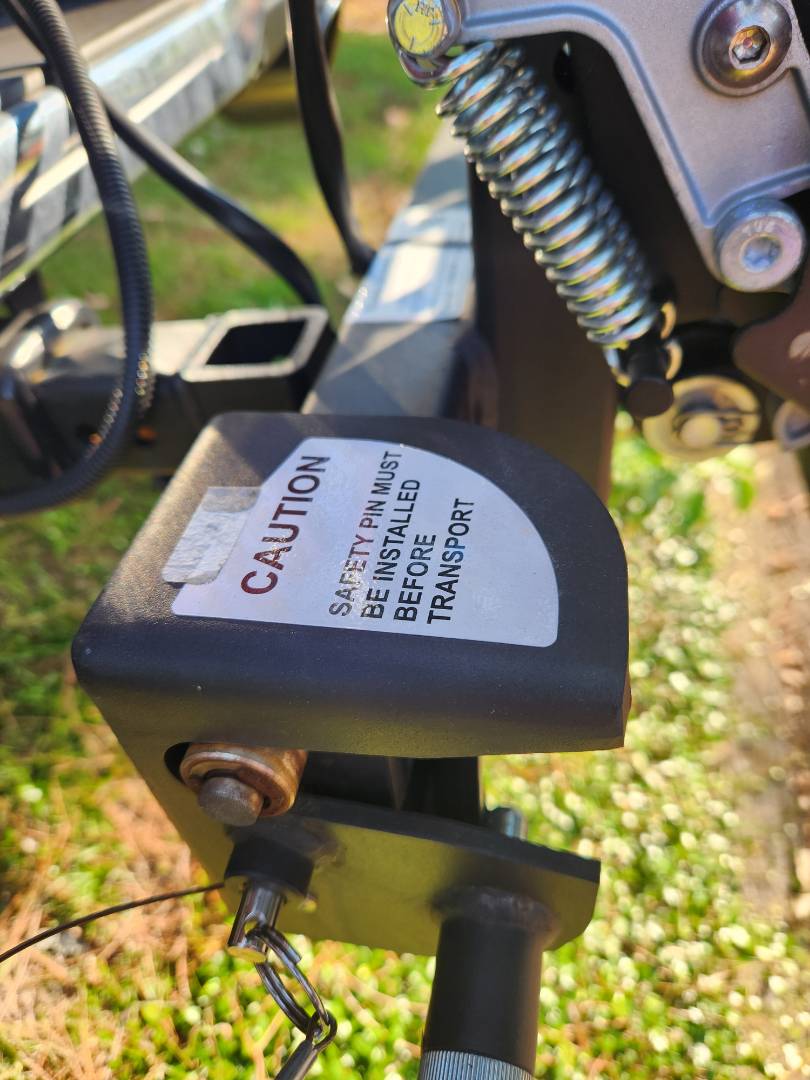 CAUTION
SAFETY PIN MUST
BE INSTALLED
BEFORE
TRANSPORT